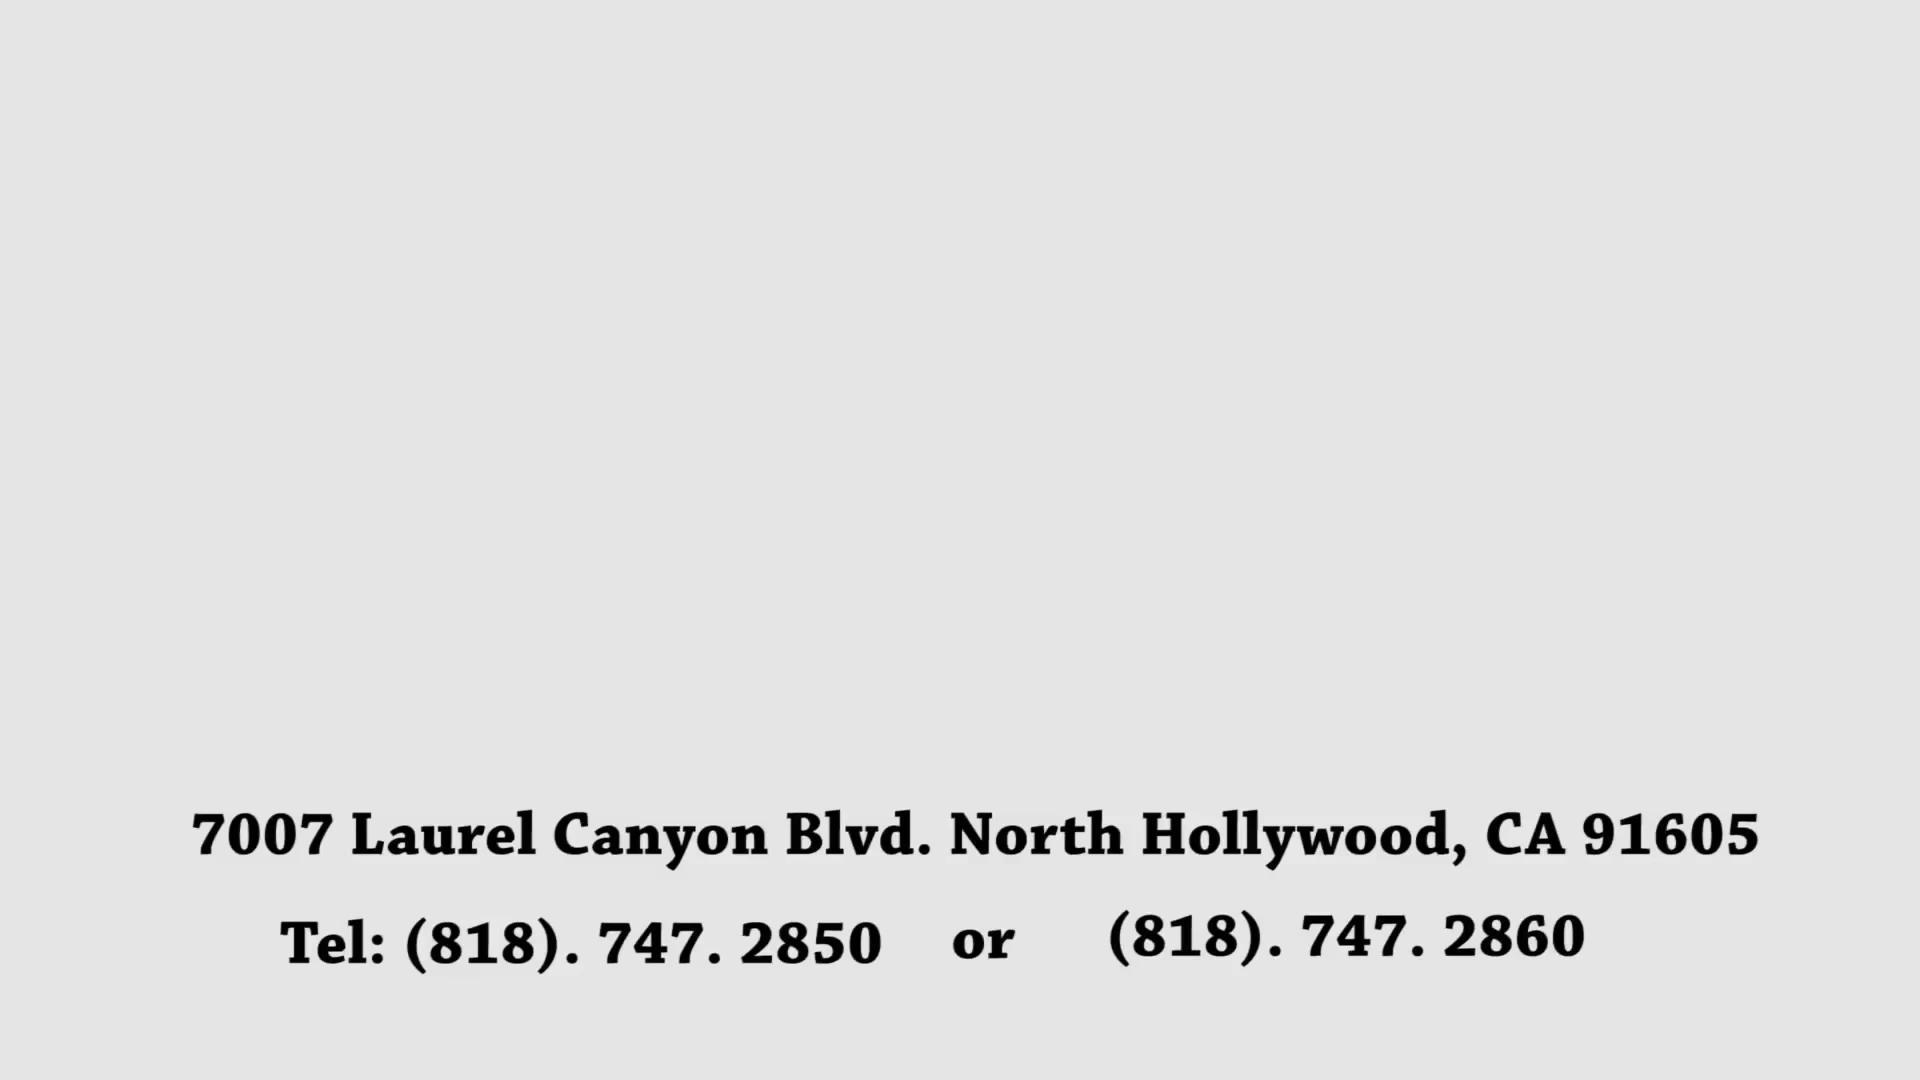 7007 Laurel Canyon Blvd. North Hollywood, CA 91605
Tel: (818). 747. 2850 or (818). 747. 2860